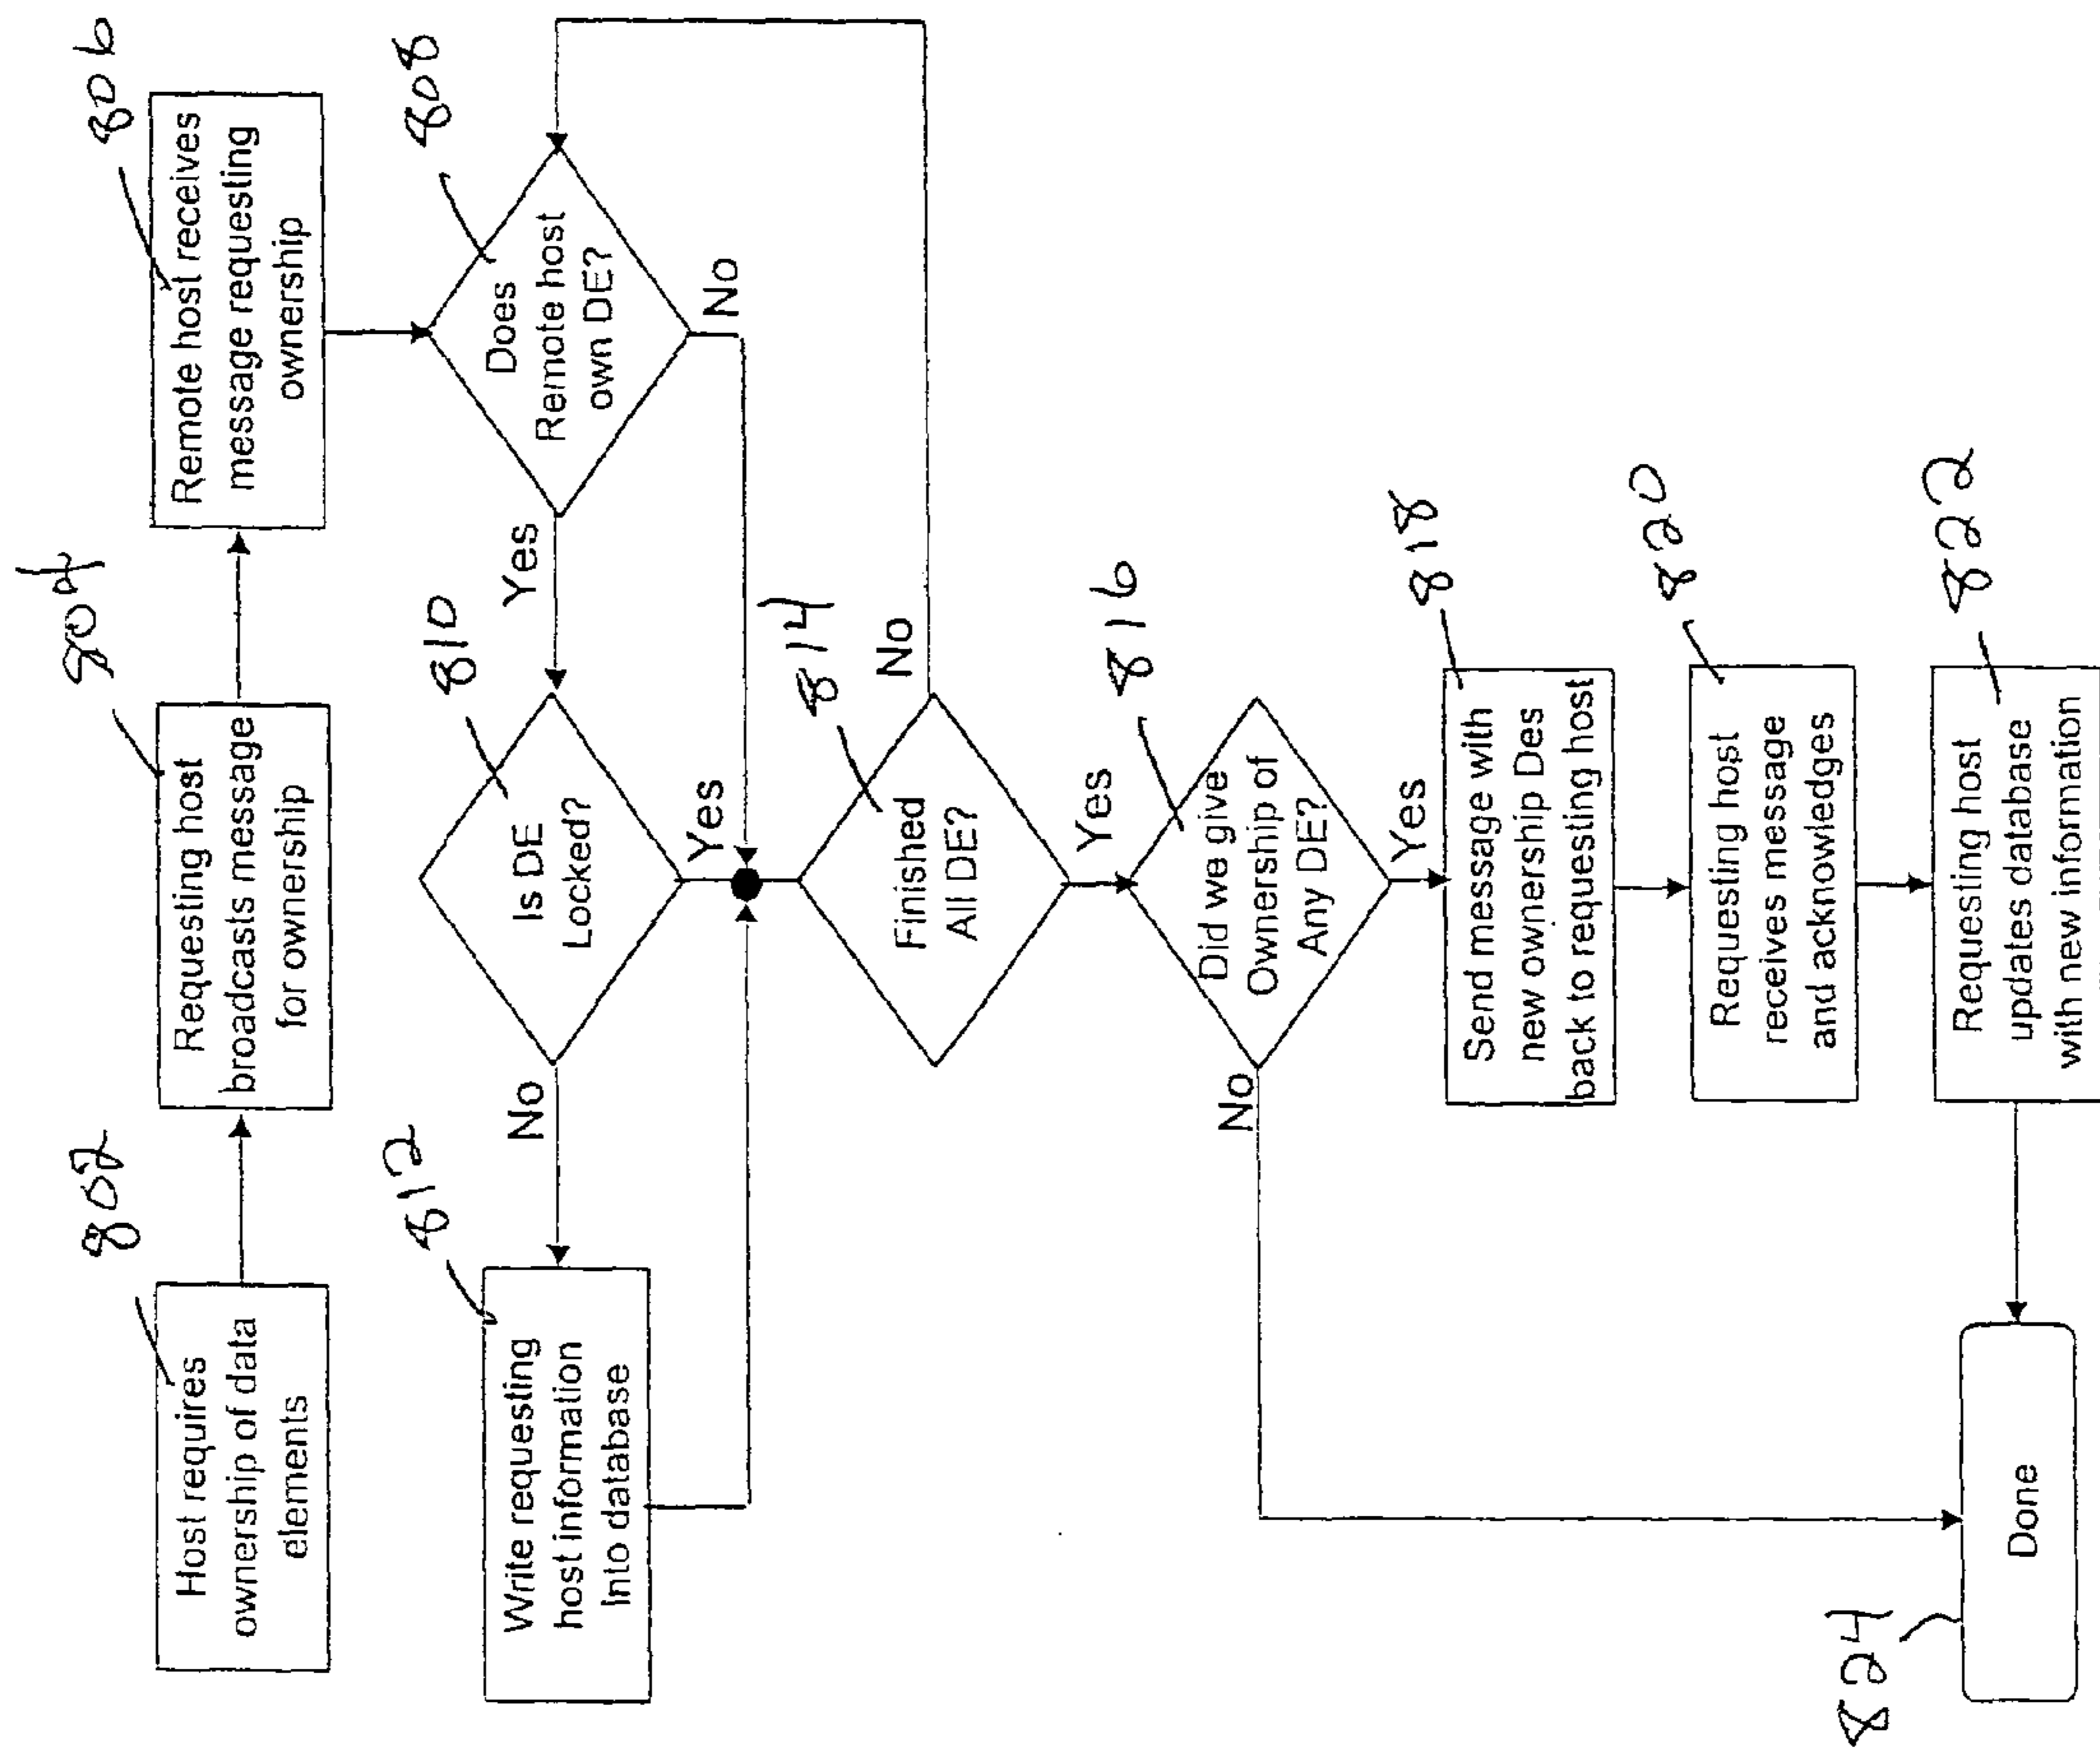 802
Host requires
ownership of data
elements
804
Requesting host
broadcasts message
for ownership
806
Remote host receives
message requesting
ownership
808
Does
Remote host
own DE?
Yes
No
810
Is DE
Locked?
No
Yes
812
Write requesting
host information
Into database
814
Finished
All DE?
No
Yes
816
Did we give
Ownership of
Any DE?
No
Yes
818
Send message with
new ownership Des
back to requesting host
820
Requesting host
receives message
and acknowledges
822
Requesting host
updates database
with new information
824
Done